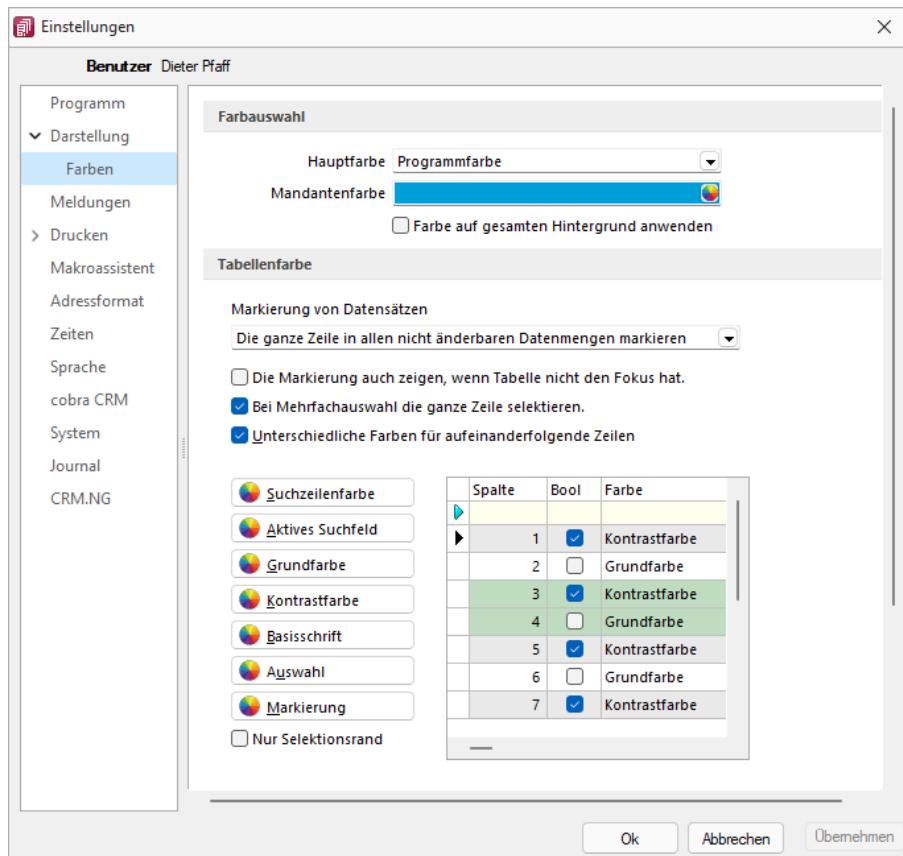 Einstellungen
Benutzer Dieter Pfaff
Programm
Darstellung
Farben
Meldungen
Drucken
Makroassistent
Adressformat
Zeiten
Sprache
cobra CRM
System
Journal
CRM.NG
Farbauswahl
Hauptfarbe Programmfarbe
Mandantenfarbe
Farbe auf gesamten Hintergrund anwenden
Tabellenfarbe
Markierung von Datensätzen
Die ganze Zeile in allen nicht änderbaren Datenmengen markieren
Die Markierung auch zeigen, wenn Tabelle nicht den Fokus hat.
Bei Mehrfachauswahl die ganze Zeile selektieren.
Unterschiedliche Farben für aufeinanderfolgende Zeilen
Suchzeilenfarbe
Aktives Suchfeld
Grundfarbe
Kontrastfarbe
Basisschrift
Auswahl
Markierung
Nur Selektionsrand
Spalte Bool Farbe
1 Kontrastfarbe
2 Grundfarbe
3 Kontrastfarbe
4 Grundfarbe
5 Kontrastfarbe
6 Grundfarbe
7 Kontrastfarbe
Ok Abbrechen Übernehmen